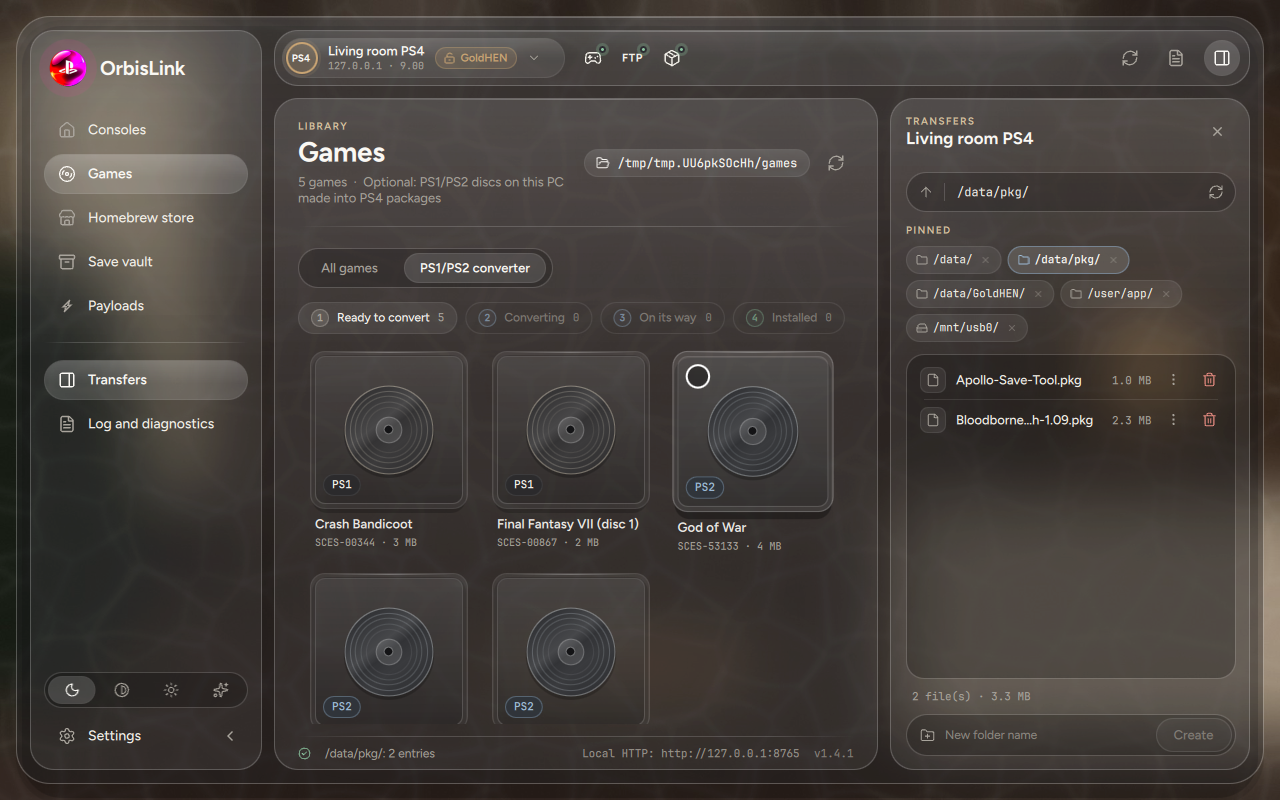 OrbisLink
Consoles
Games
Homebrew store
Save vault
Payloads
Transfers
Log and diagnostics
Settings
PS4
Living room PS4
127.0.0.1 · 9.00
GoldHEN
FTP
LIBRARY
Games
5 games · Optional: PS1/PS2 discs on this PC
made into PS4 packages
/tmp/tmp.UU6pkSOcHh/games
All games
PS1/PS2 converter
1 Ready to convert 5
2 Converting 0
3 On its way 0
4 Installed 0
PS1
Crash Bandicoot
SCES-00344 · 3 MB
PS1
Final Fantasy VII (disc 1)
SCES-00867 · 2 MB
PS2
God of War
SCES-53133 · 4 MB
PS2
PS2
/data/pkg/: 2 entries
Local HTTP: http://127.0.0.1:8765
v1.4.1
TRANSFERS
Living room PS4
/data/pkg/
PINNED
/data/
/data/pkg/
/data/GoldHEN/
/user/app/
/mnt/usb0/
Apollo-Save-Tool.pkg 1.0 MB
Bloodborne...h-1.09.pkg 2.3 MB
2 file(s) · 3.3 MB
New folder name
Create